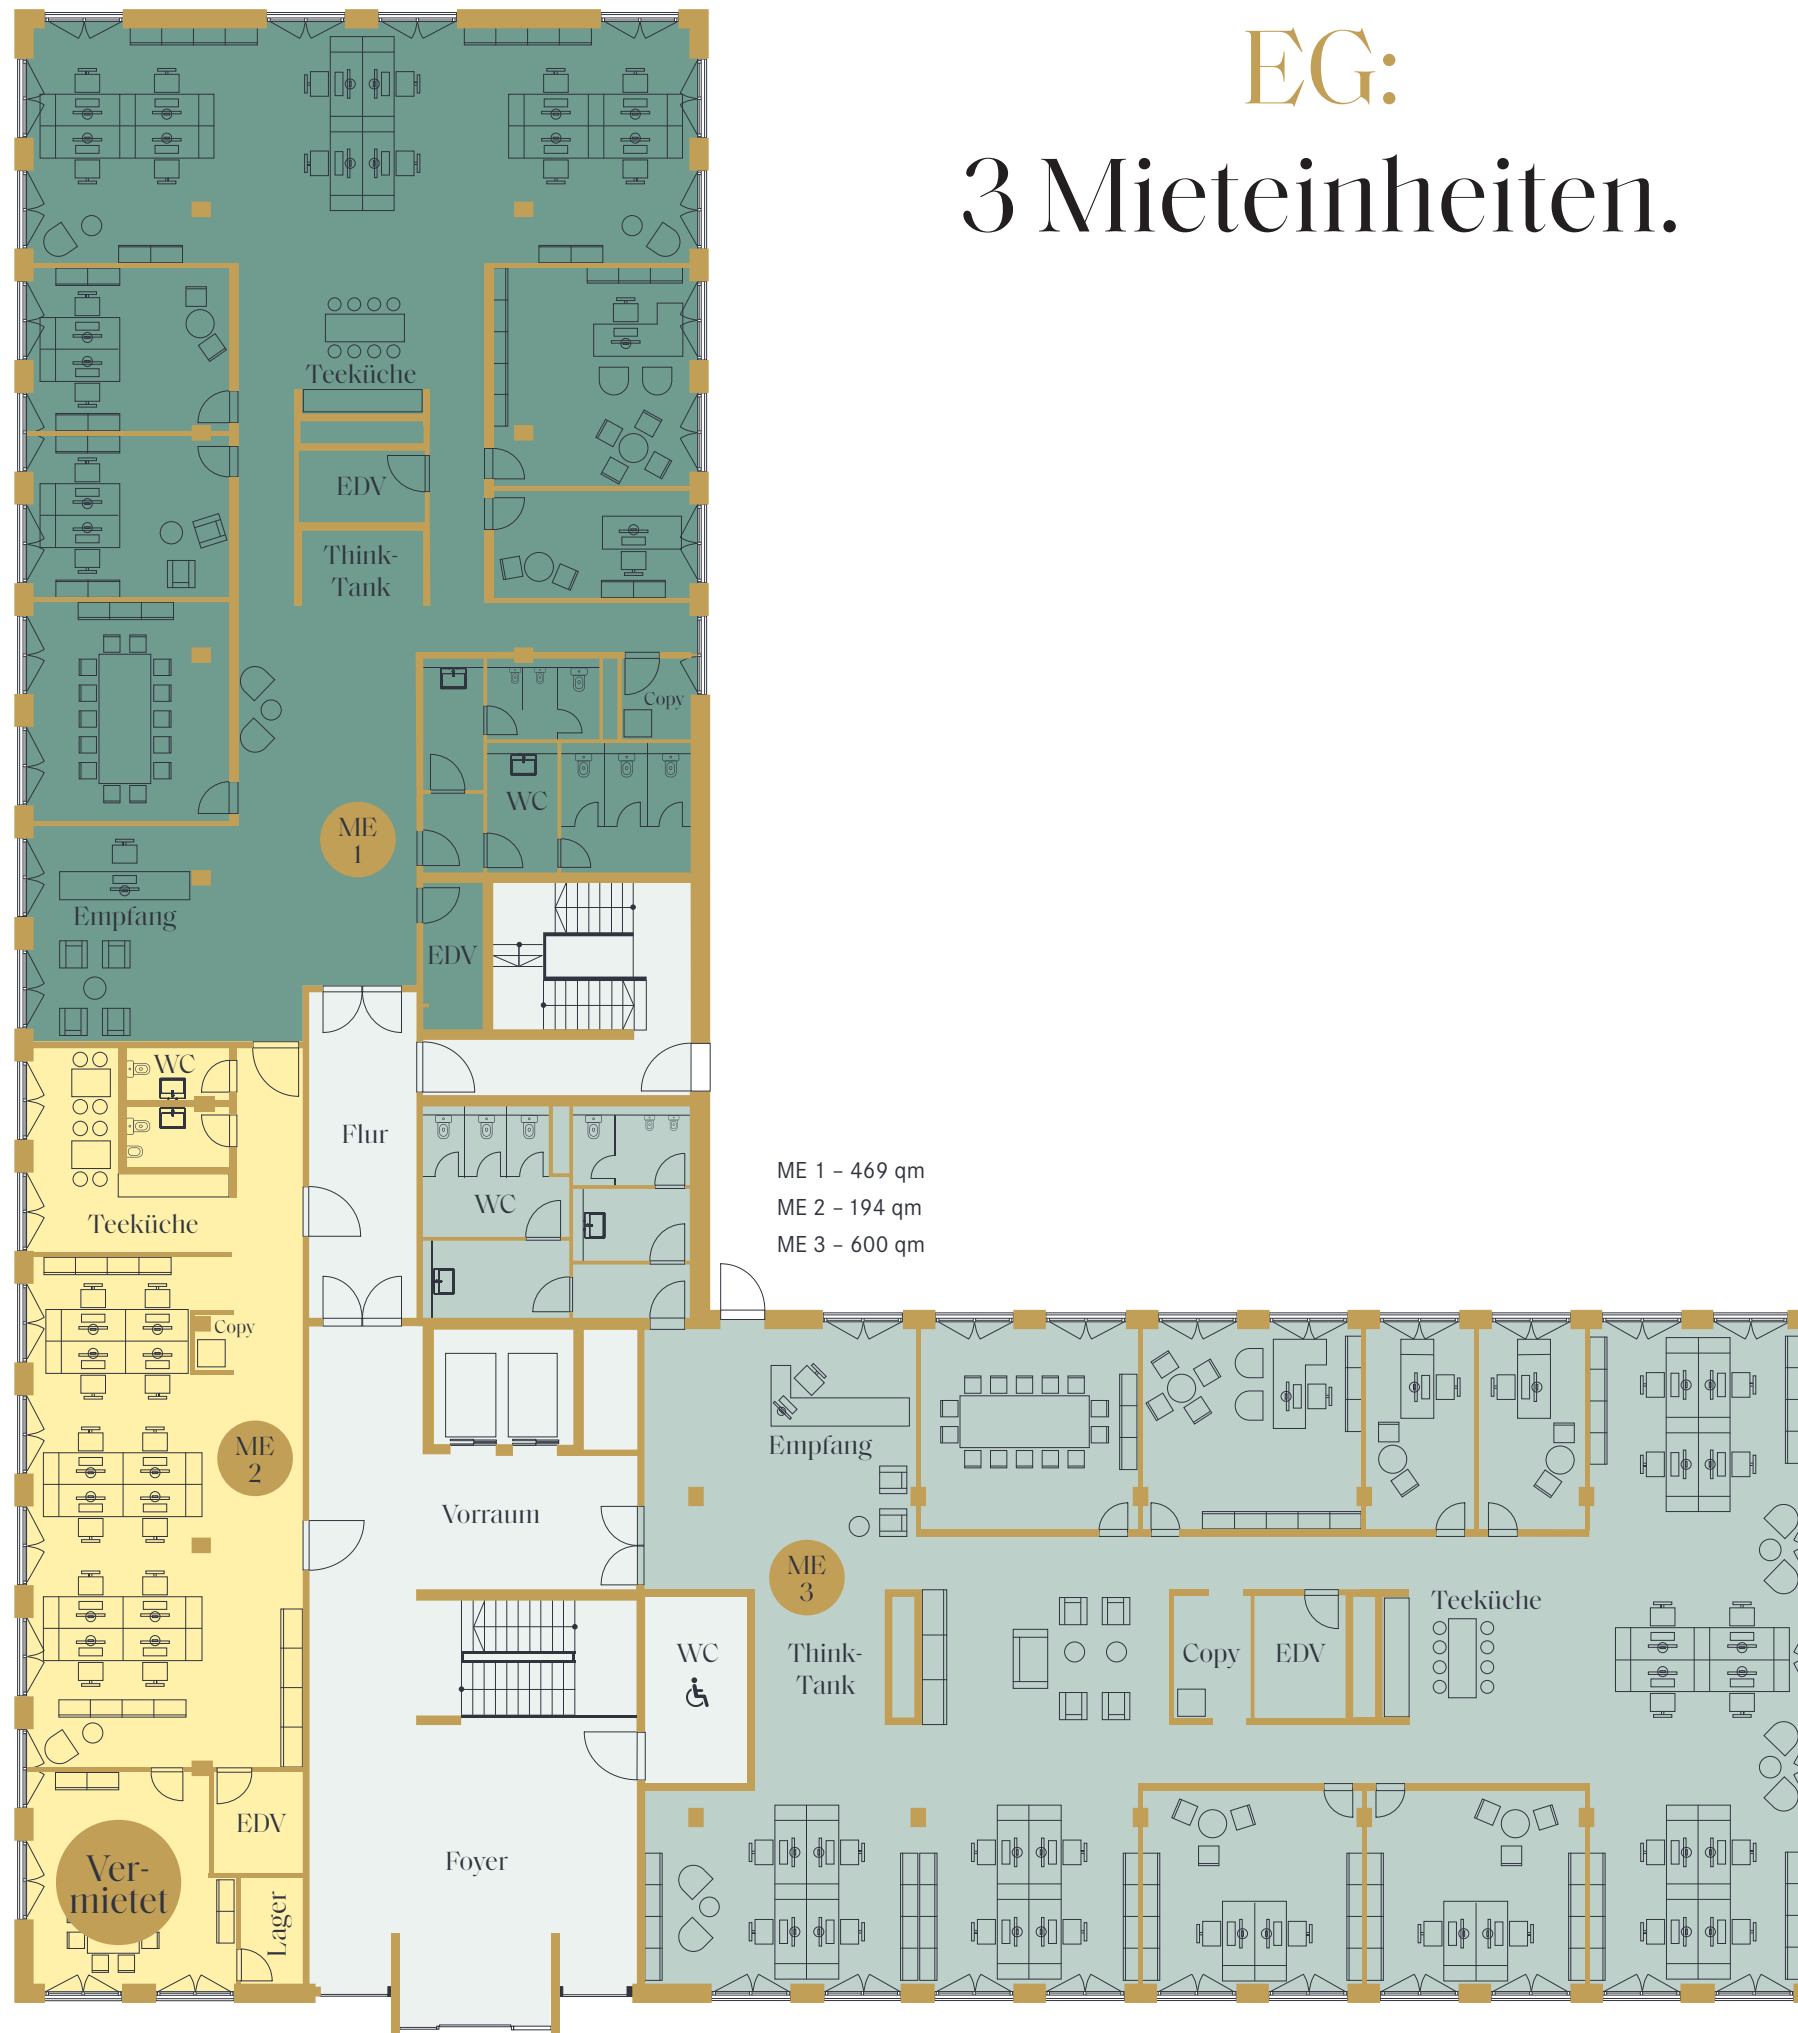 EG:
3 Mieteinheiten.
Teeküche
EDV
Think-
Tank
Copy
WC
ME
1
Empfang
EDV
WC
Flur
WC
Teeküche
ME 1 – 469 qm
ME 2 – 194 qm
ME 3 – 600 qm
Copy
ME
2
Empfang
Vorraum
ME
3
Teeküche
WC
Think-
Tank
Copy
EDV
EDV
Ver-
mietet
Foyer
Lager